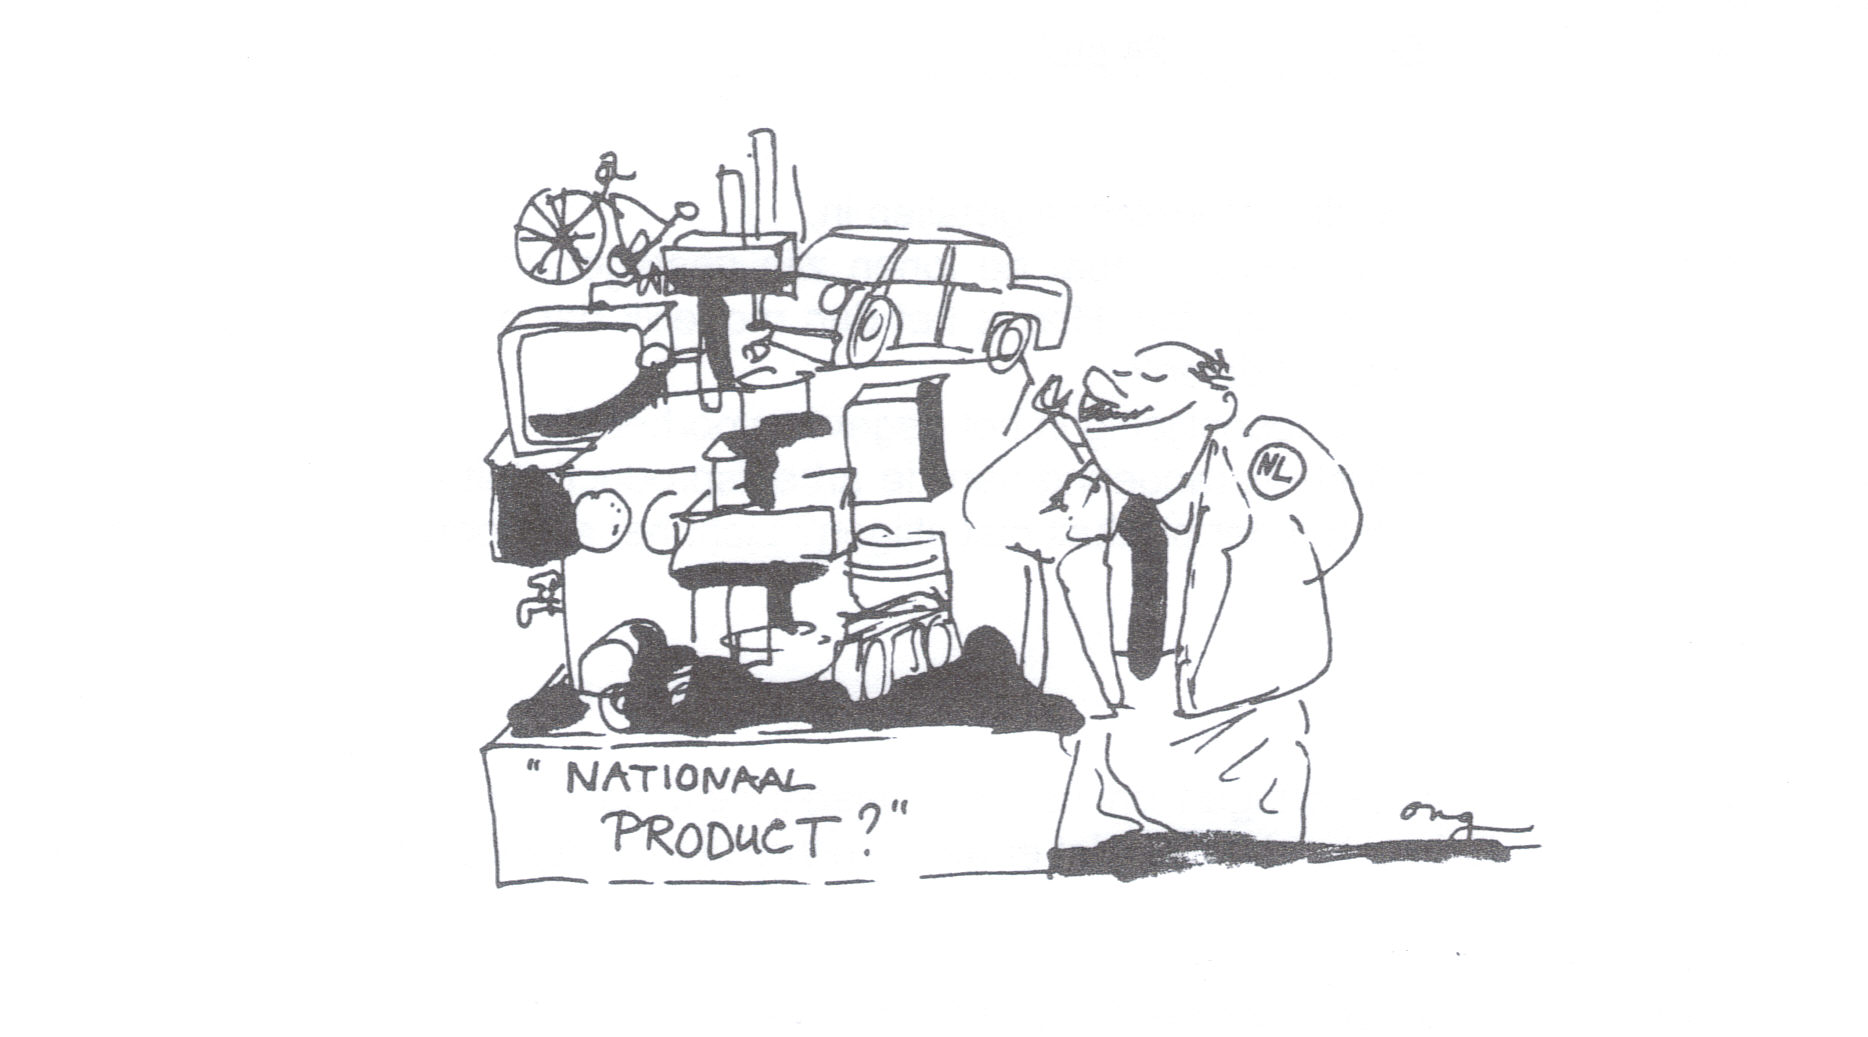 NL
" NATIONAAL
PRODUCT ? "
ong